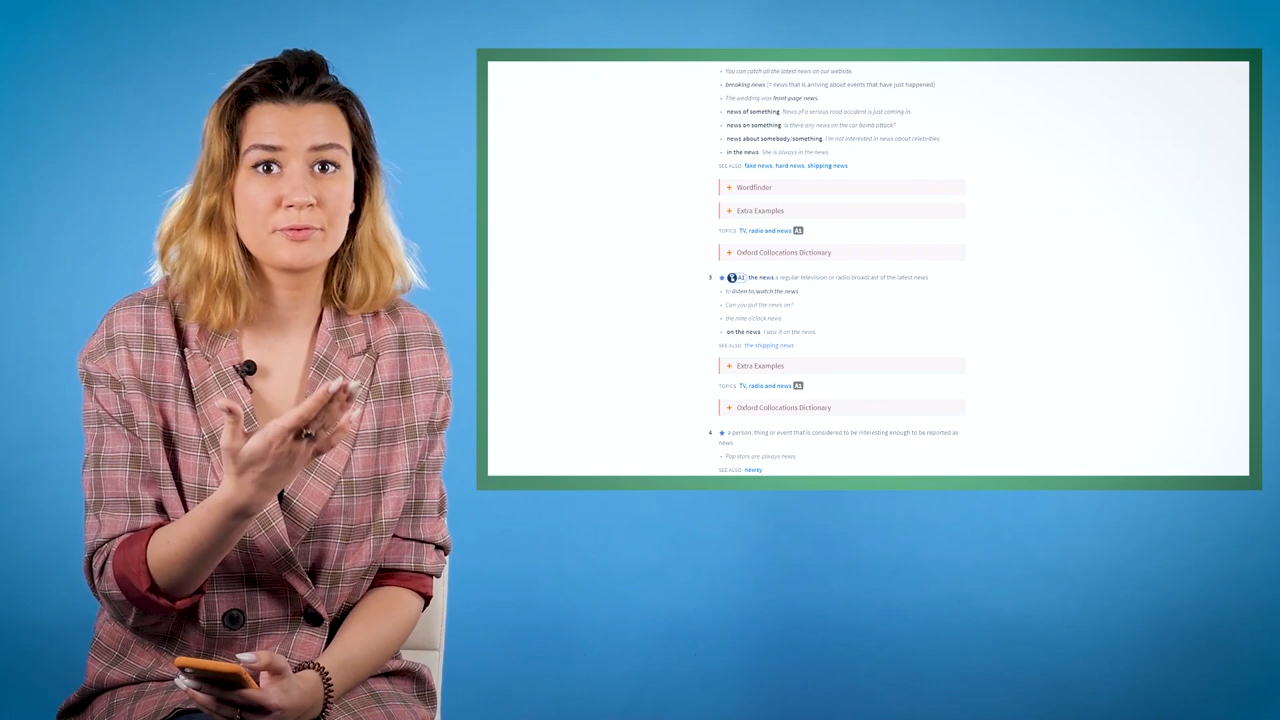 You can catch all the latest news on our website.
breaking news (= news that is arriving about events that have just happened)
The wedding was front-page news.
news of something News of a serious road accident is just coming in.
news on something Is there any news on the car bomb attack?
news about somebody/something I'm not interested in news about celebrities.
in the news She is always in the news.
SEE ALSO fake news, hard news, shipping news
Wordfinder
Extra Examples
TOPICS TV, radio and news A1
Oxford Collocations Dictionary
3 A1 the news a regular television or radio broadcast of the latest news
to listen to/watch the news
Can you put the news on?
the nine o'clock news
on the news I saw it on the news.
SEE ALSO the shipping news
Extra Examples
TOPICS TV, radio and news A1
Oxford Collocations Dictionary
4 a person, thing or event that is considered to be interesting enough to be reported as
news
Pop stars are always news.
SEE ALSO newsy